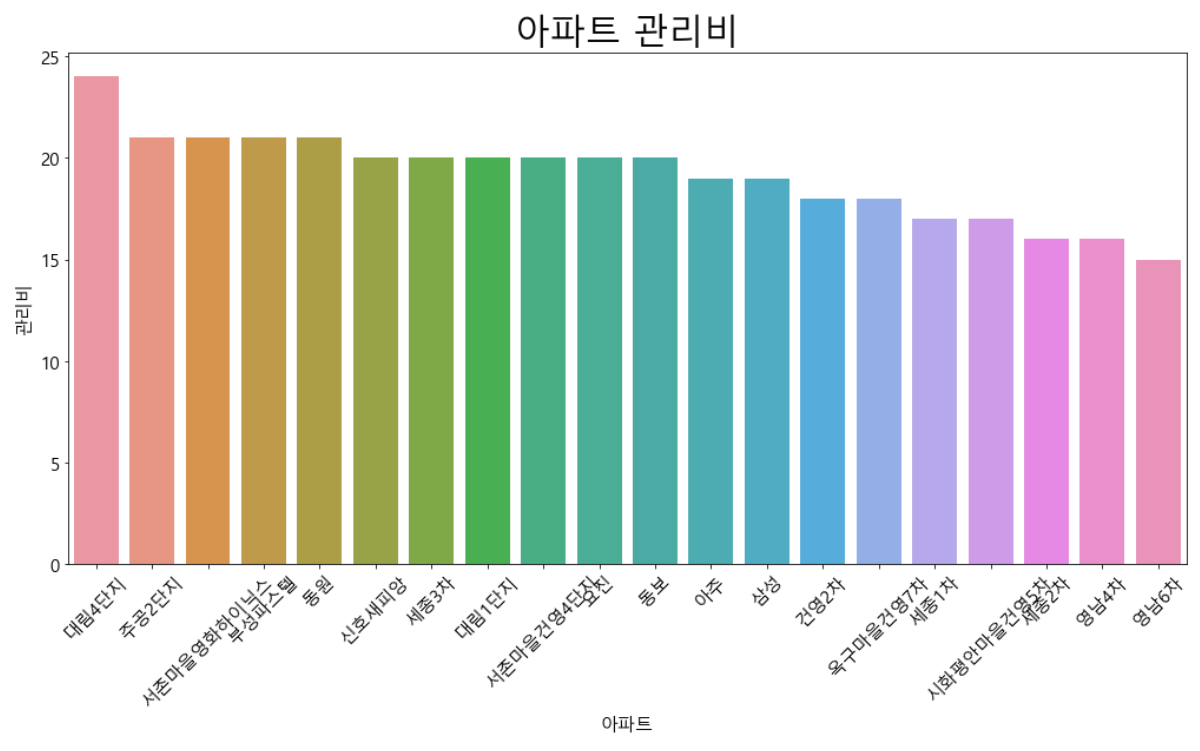 아파트 관리비
관리비
25
20
15
10
5
0
대림4단지
주공2단지
서촌마을영화하이닉스
부성파스텔
동원
신호새피앙
세종3차
대림1단지
서촌마을건영4단지
요진
동보
아주
삼성
건영2차
옥구마을건영7차
세종1차
시화평안마을건영5차
세종2차
영남4차
영남6차
아파트